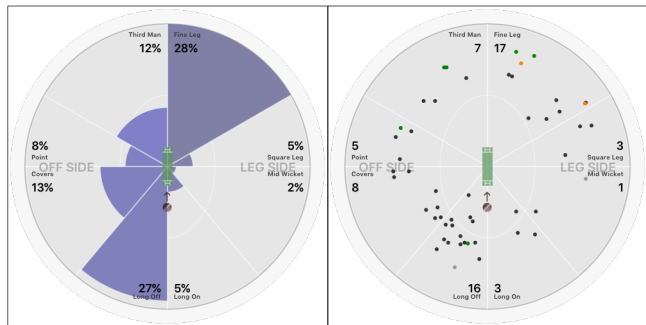 Third Man Fine Leg
12% 28%
8% 5%
Point Square Leg
OFF SIDE LEG SIDE
Covers Mid Wicket
13% 2%
27% 5%
Long Off Long On
Third Man Fine Leg
7 17
5 3
Point Square Leg
OFF SIDE LEG SIDE
Covers Mid Wicket
8 1
16 3
Long Off Long On